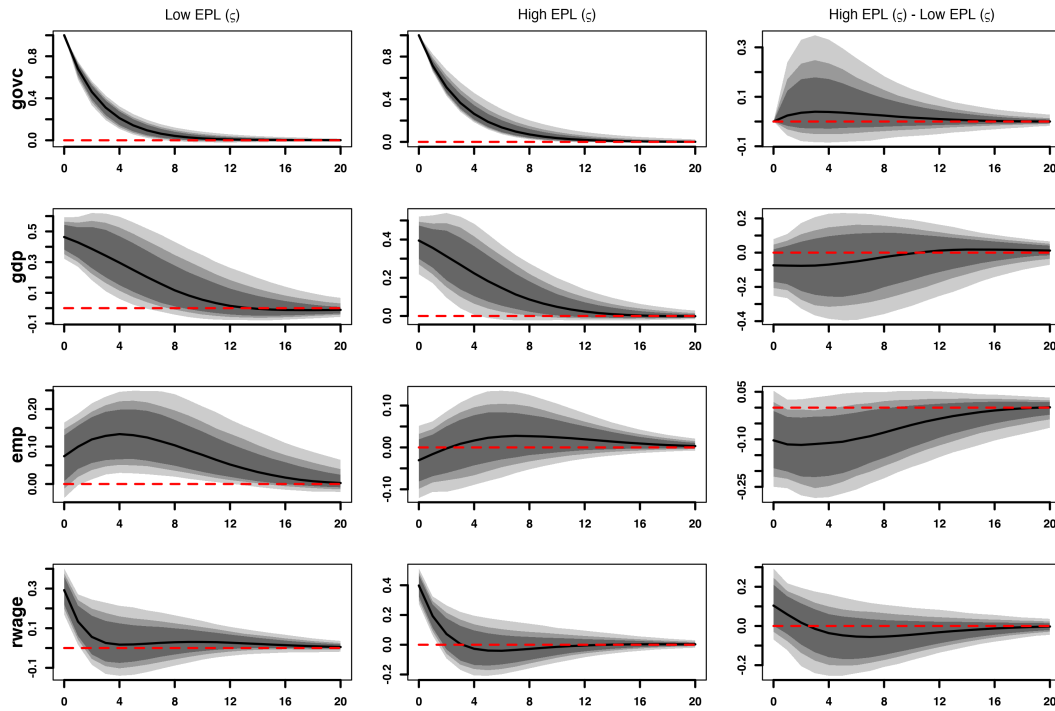 Low EPL (ς) High EPL (ς) High EPL (ς) - Low EPL (ς)
govc
0.0 0.4 0.8
0.0 0.4 0.8
-0.1 0.1 0.3
0 4 8 12 16 20
0 4 8 12 16 20
0 4 8 12 16 20
gdp
-0.1 0.1 0.3 0.5
0.0 0.2 0.4
-0.4 -0.2 0.0 0.2
0 4 8 12 16 20
0 4 8 12 16 20
0 4 8 12 16 20
emp
0.00 0.10 0.20
-0.10 0.00 0.10
-0.25 -0.10 0.05
0 4 8 12 16 20
0 4 8 12 16 20
0 4 8 12 16 20
rwage
-0.1 0.1 0.3
-0.2 0.0 0.2 0.4
-0.2 0.0 0.2
0 4 8 12 16 20
0 4 8 12 16 20
0 4 8 12 16 20